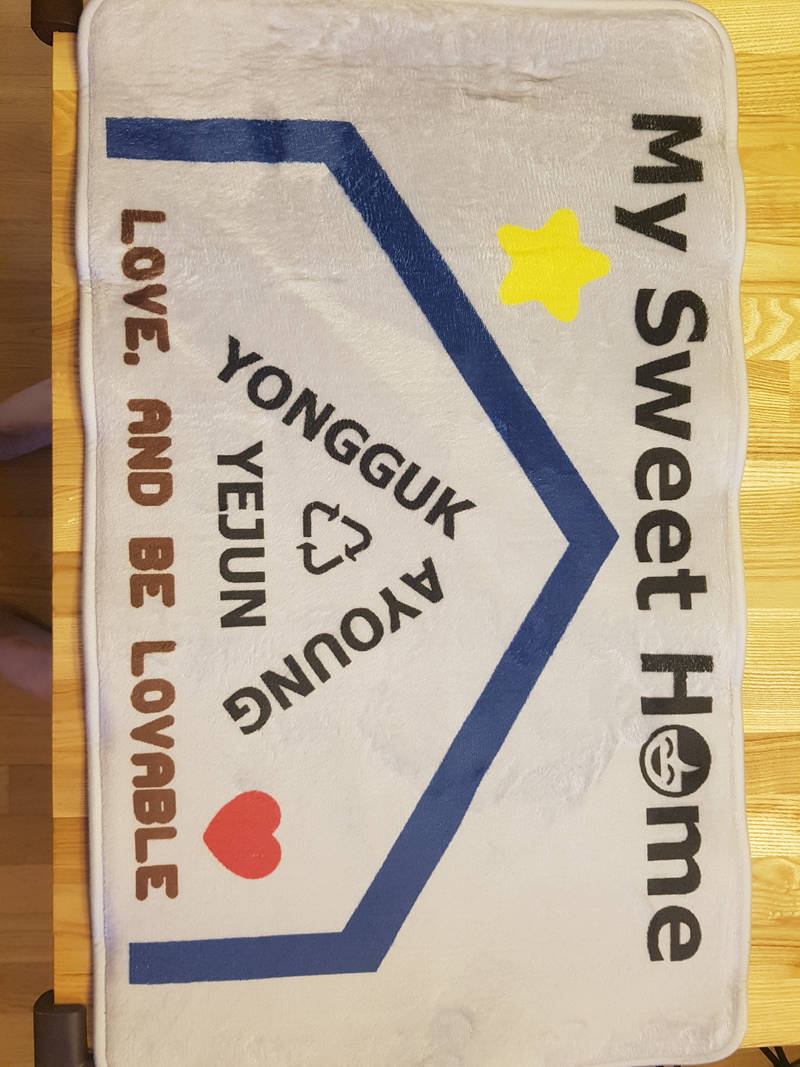 My Sweet Home
YONGGUK
AYOUNG
YEJUN
LOVE, AND BE LOVABLE